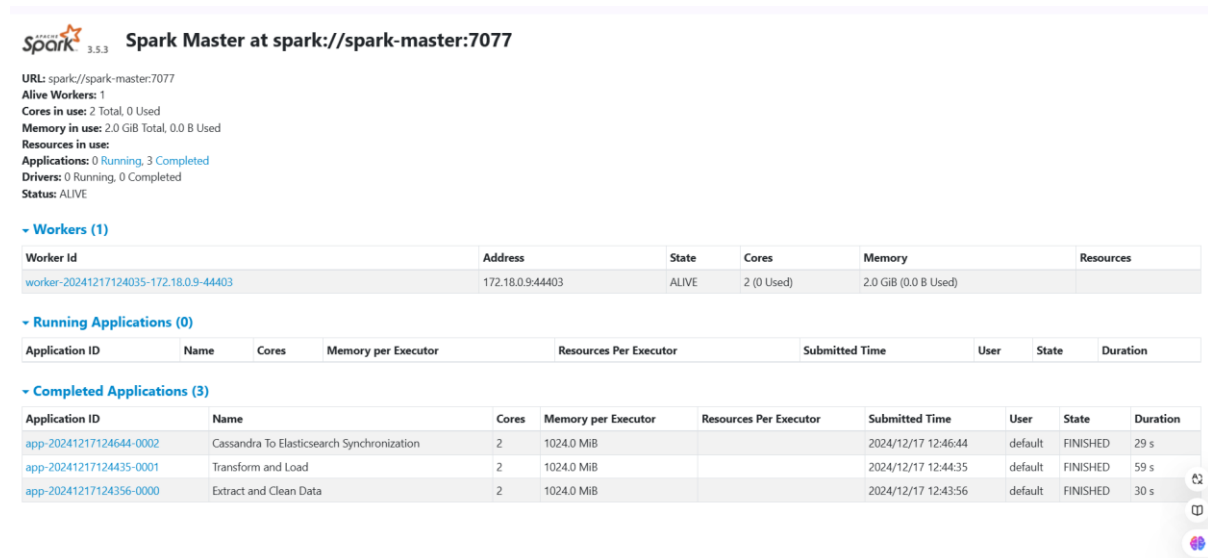 APACHE Spark 3.5.3 Spark Master at spark://spark-master:7077
URL: spark://spark-master:7077
Alive Workers: 1
Cores in use: 2 Total, 0 Used
Memory in use: 2.0 GiB Total, 0.0 B Used
Resources in use:
Applications: 0 Running, 3 Completed
Drivers: 0 Running, 0 Completed
Status: ALIVE
Workers (1)
Worker Id Address State Cores Memory Resources
worker-20241217124035-172.18.0.9-44403 172.18.0.9:44403 ALIVE 2 (0 Used) 2.0 GiB (0.0 B Used)
Running Applications (0)
Application ID Name Cores Memory per Executor Resources Per Executor Submitted Time User State Duration
Completed Applications (3)
Application ID Name Cores Memory per Executor Resources Per Executor Submitted Time User State Duration
app-20241217124644-0002 Cassandra To Elasticsearch Synchronization 2 1024.0 MiB 2024/12/17 12:46:44 default FINISHED 29 s
app-20241217124435-0001 Transform and Load 2 1024.0 MiB 2024/12/17 12:44:35 default FINISHED 59 s
app-20241217124356-0000 Extract and Clean Data 2 1024.0 MiB 2024/12/17 12:43:56 default FINISHED 30 s